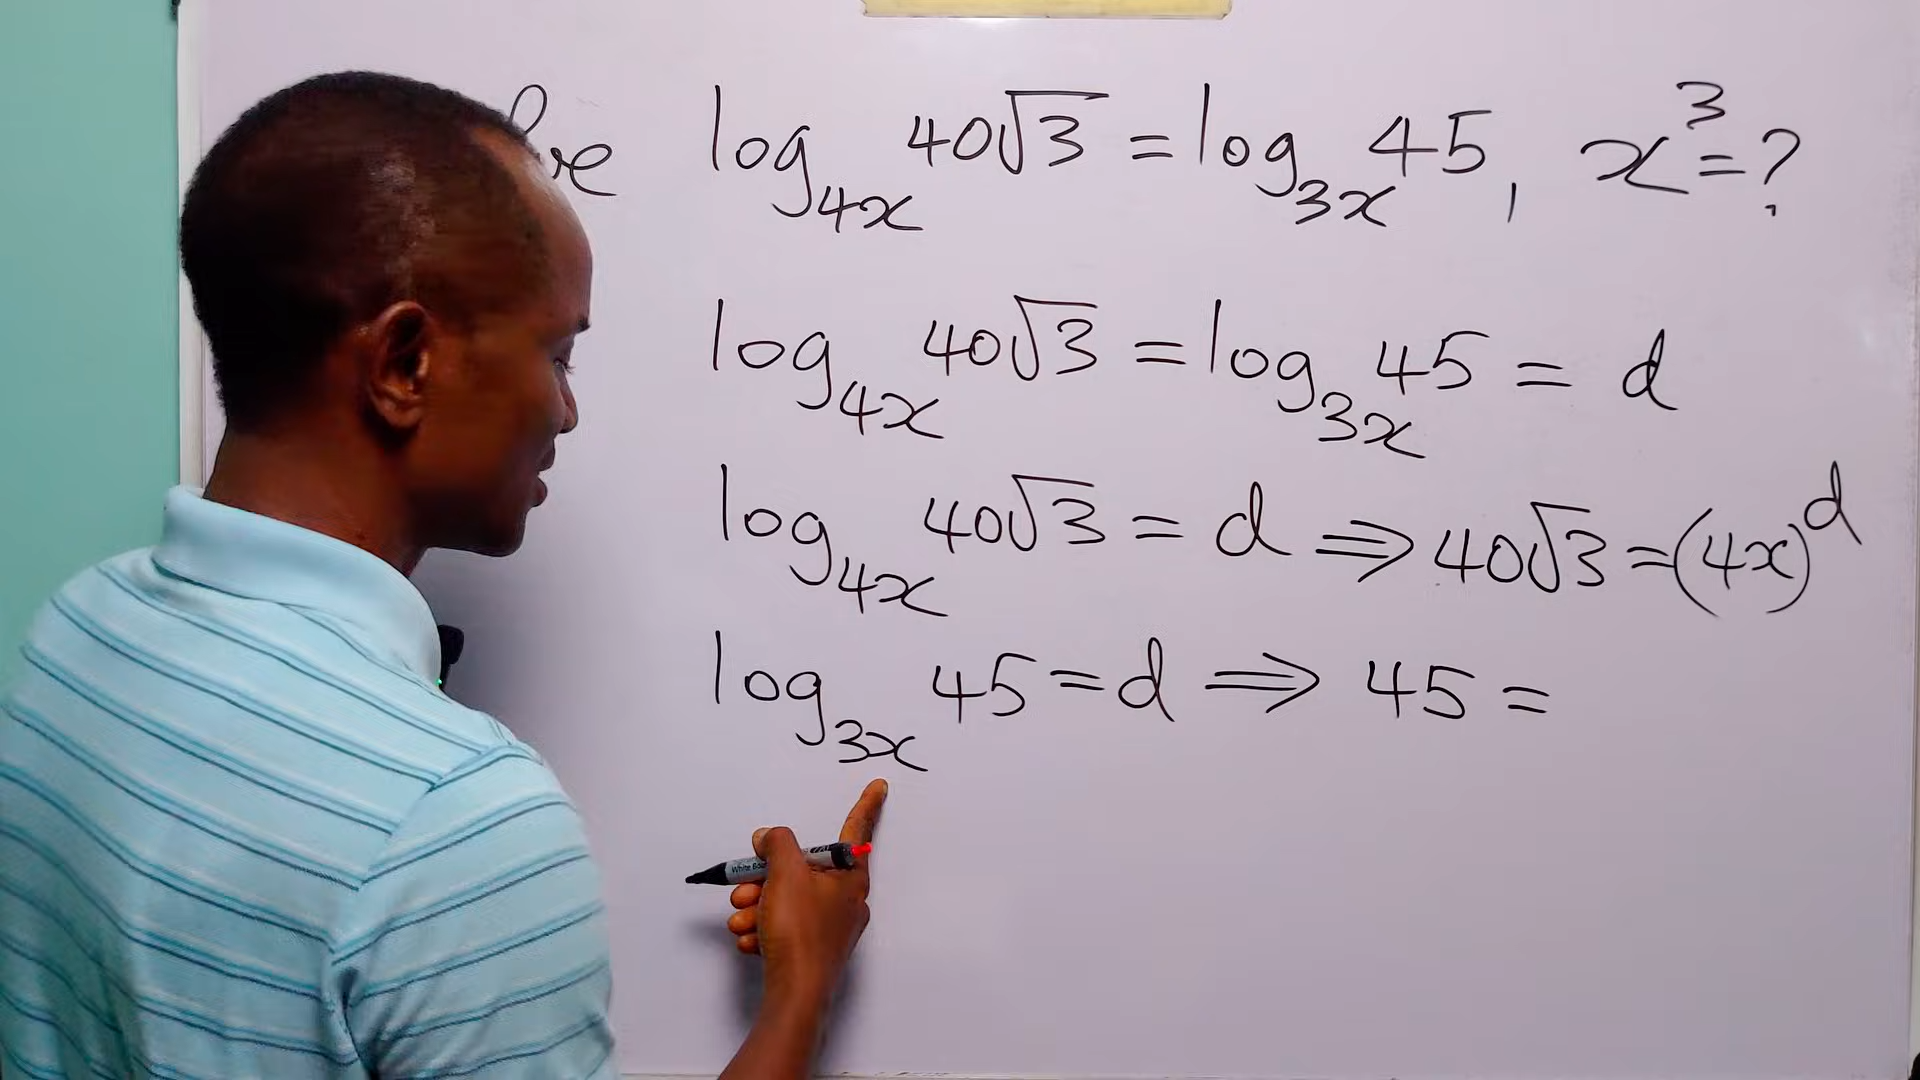 log_{4x} 40√3 = log_{3x} 45, x^3 = ?
log_{4x} 40√3 = log_{3x} 45 = d
log_{4x} 40√3 = d ⇒ 40√3 = (4x)^d
log_{3x} 45 = d ⇒ 45 =